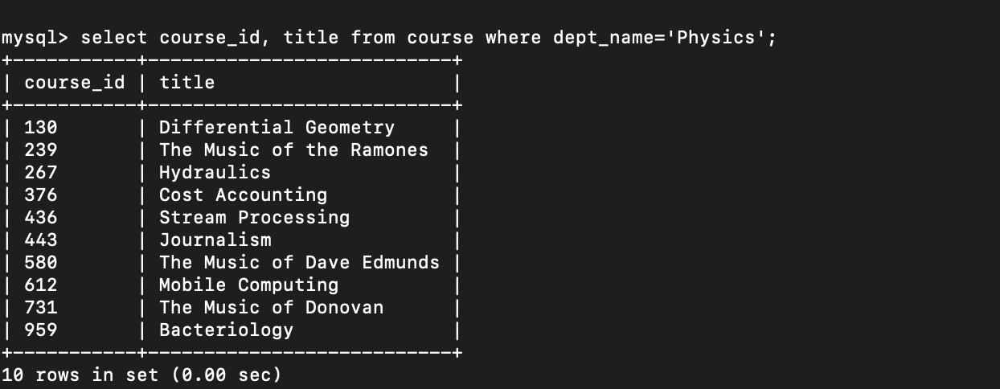 mysql> select course_id, title from course where dept_name='Physics';
+-----------+---------------------------+
| course_id | title                     |
+-----------+---------------------------+
| 130       | Differential Geometry     |
| 239       | The Music of the Ramones  |
| 267       | Hydraulics                |
| 376       | Cost Accounting           |
| 436       | Stream Processing         |
| 443       | Journalism                |
| 580       | The Music of Dave Edmunds |
| 612       | Mobile Computing          |
| 731       | The Music of Donovan      |
| 959       | Bacteriology              |
+-----------+---------------------------+
10 rows in set (0.00 sec)